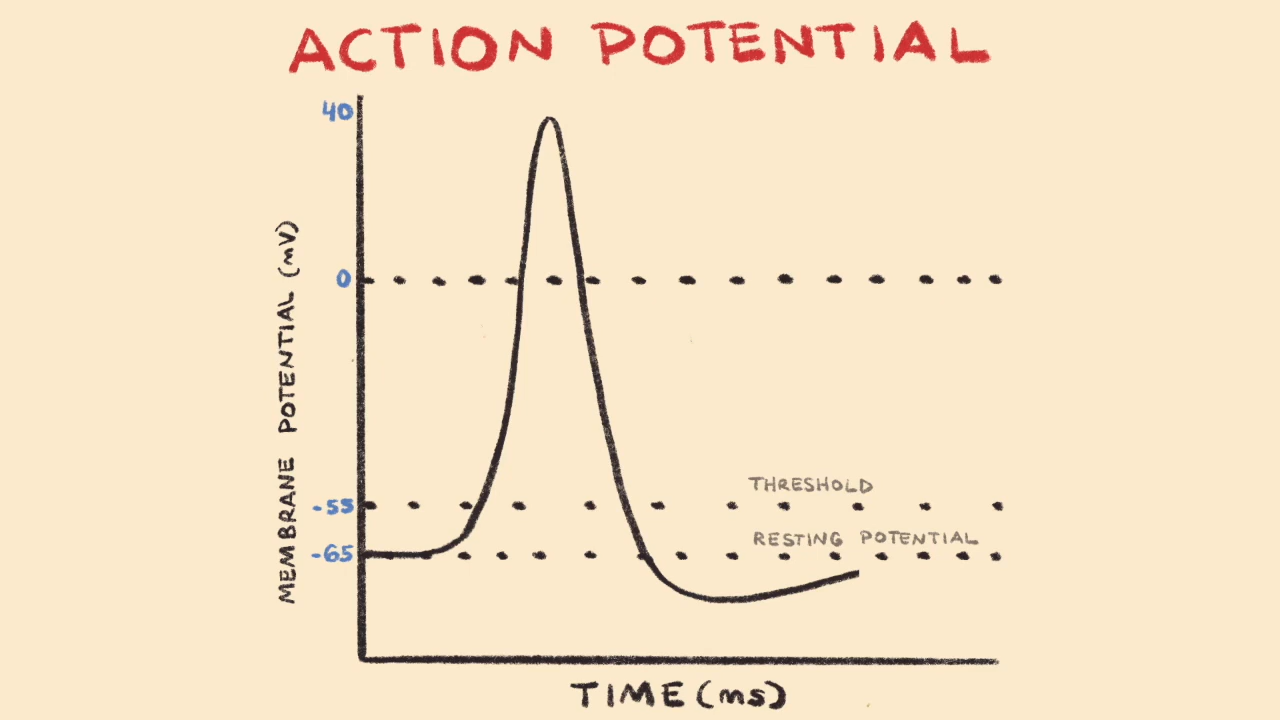 ACTION POTENTIAL
40
0
-55
-65
MEMBRANE POTENTIAL (mV)
THRESHOLD
RESTING POTENTIAL
TIME (ms)